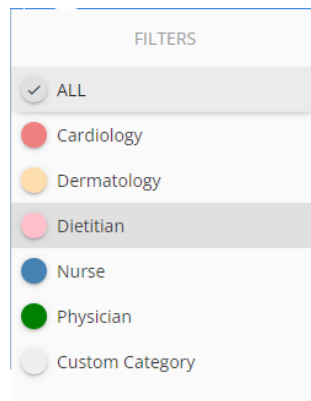 FILTERS
ALL
Cardiology
Dermatology
Dietitian
Nurse
Physician
Custom Category